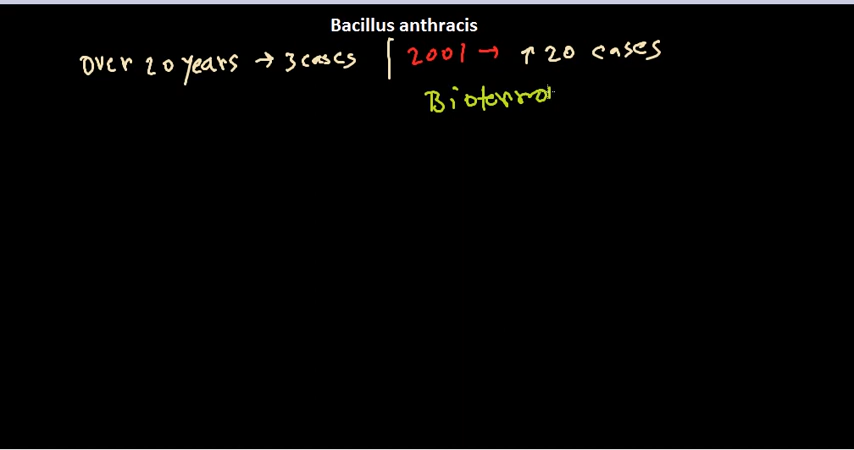 Bacillus anthracis
Over 20 years → 3 cases | 2001 → ↑ 20 cases
Bioterror